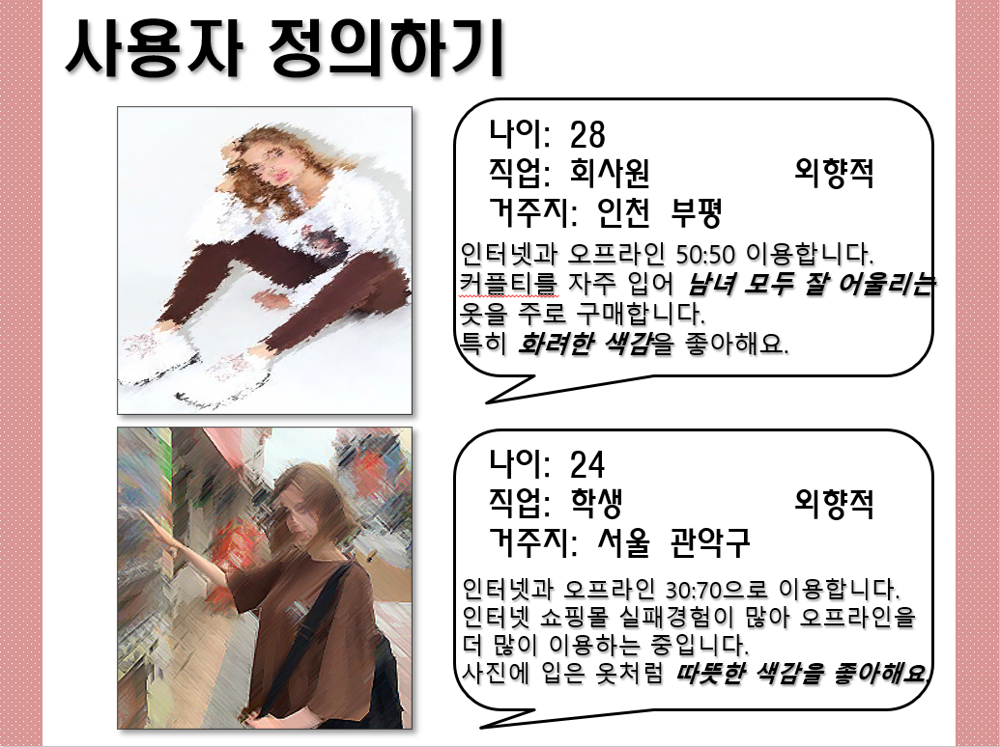 사용자 정의하기
나이: 28
직업: 회사원 외향적
거주지: 인천 부평
인터넷과 오프라인 50:50 이용합니다.
커플티를 자주 입어 남녀 모두 잘 어울리는
옷을 주로 구매합니다.
특히 화려한 색감을 좋아해요.
나이: 24
직업: 학생 외향적
거주지: 서울 관악구
인터넷과 오프라인 30:70으로 이용합니다.
인터넷 쇼핑몰 실패경험이 많아 오프라인을
더 많이 이용하는 중입니다.
사진에 입은 옷처럼 따뜻한 색감을 좋아해요.